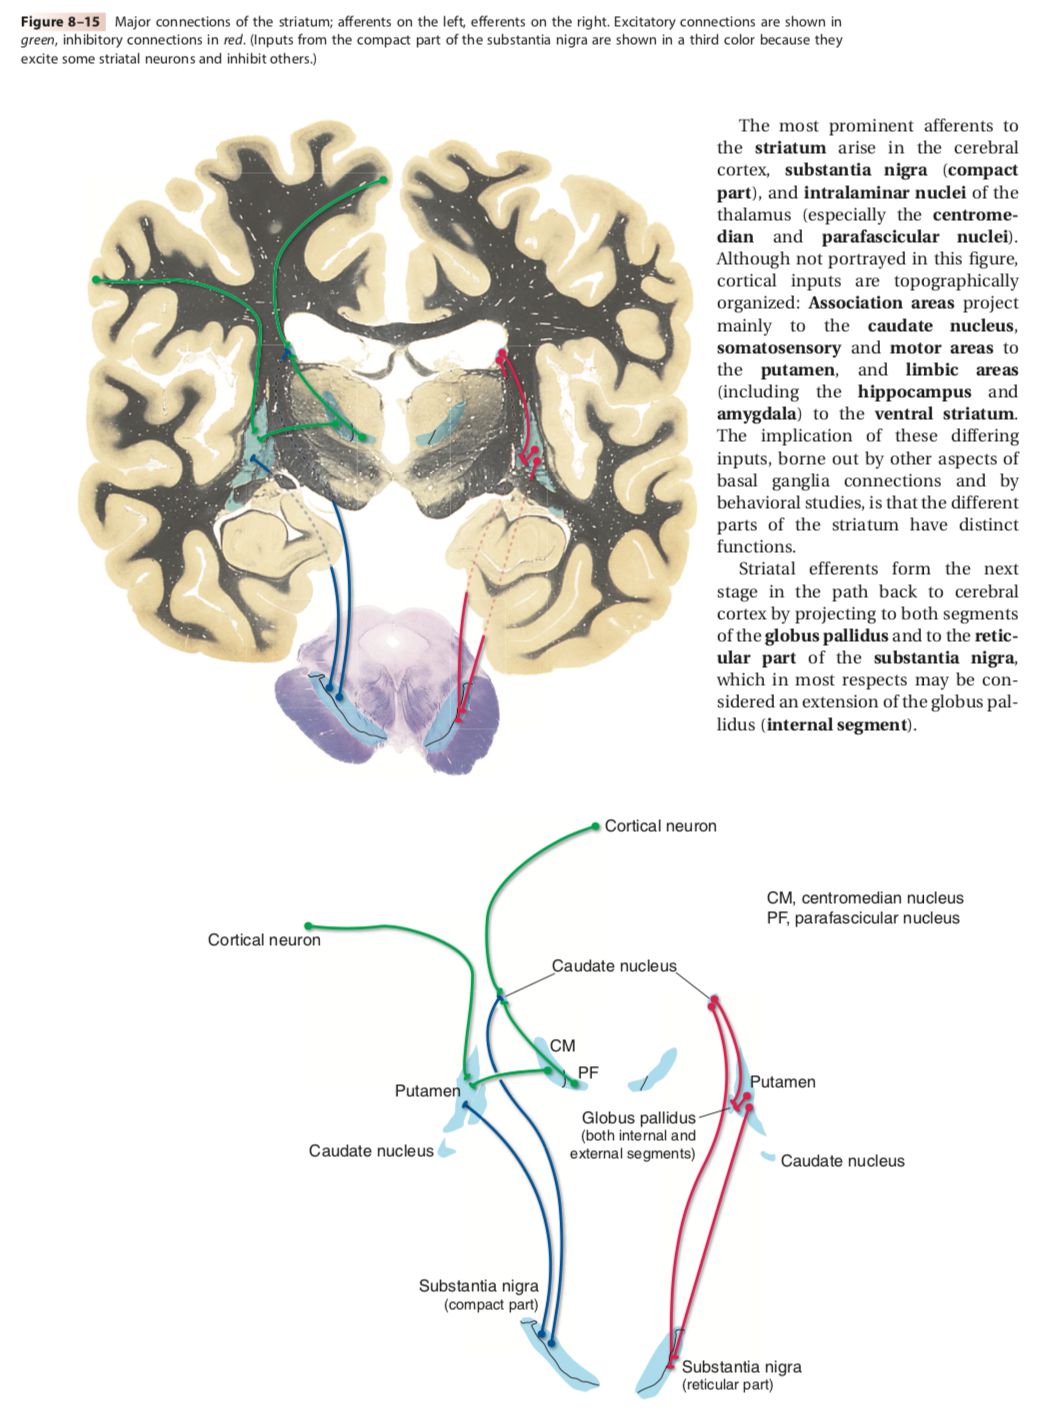 Figure 8–15 Major connections of the striatum; afferents on the left, efferents on the right. Excitatory connections are shown in
green, inhibitory connections in red. (Inputs from the compact part of the substantia nigra are shown in a third color because they
excite some striatal neurons and inhibit others.)
The most prominent afferents to
the striatum arise in the cerebral
cortex, substantia nigra (compact
part), and intralaminar nuclei of the
thalamus (especially the centrome-
dian and parafascicular nuclei).
Although not portrayed in this figure,
cortical inputs are topographically
organized: Association areas project
mainly to the caudate nucleus,
somatosensory and motor areas to
the putamen, and limbic areas
(including the hippocampus and
amygdala) to the ventral striatum.
The implication of these differing
inputs, borne out by other aspects of
basal ganglia connections and by
behavioral studies, is that the different
parts of the striatum have distinct
functions.
Striatal efferents form the next
stage in the path back to cerebral
cortex by projecting to both segments
of the globus pallidus and to the retic-
ular part of the substantia nigra,
which in most respects may be con-
sidered an extension of the globus pal-
lidus (internal segment).
Cortical neuron
CM, centromedian nucleus
PF, parafascicular nucleus
Cortical neuron
Caudate nucleus
CM
PF
Putamen
Putamen
Globus pallidus
(both internal and
external segments)
Caudate nucleus
Caudate nucleus
Substantia nigra
(compact part)
Substantia nigra
(reticular part)